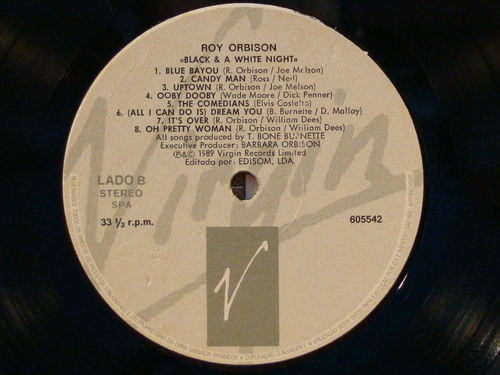 ROY ORBISON
«BLACK & A WHITE NIGHT»
1. BLUE BAYOU (R. Orbison / Joe Melson)
2. CANDY MAN (Ross / Neil)
3. UPTOWN (R. Orbison / Joe Melson)
4. OOBY DOOBY (Wade Moore / Dick Penner)
5. THE COMEDIANS (Elvis Costello)
6. (ALL I CAN DO IS) DREAM YOU (B. Burnette / D. Malloy)
7. IT'S OVER (R. Orbison / William Dees)
8. OH PRETTY WOMAN (R. Orbison / William Dees)
All songs produced by T. BONE BURNETTE
Executive Producer: BARBARA ORBISON
℗&© 1989 Virgin Records Limited
Editado por: EDISOM, LDA.
LADO B
STEREO
SPA
33 ⅓ r.p.m.
605542
Virgin
V